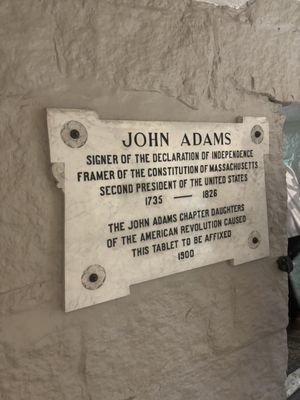 JOHN ADAMS
SIGNER OF THE DECLARATION OF INDEPENDENCE
FRAMER OF THE CONSTITUTION OF MASSACHUSETTS
SECOND PRESIDENT OF THE UNITED STATES
1735 — 1826
THE JOHN ADAMS CHAPTER DAUGHTERS
OF THE AMERICAN REVOLUTION CAUSED
THIS TABLET TO BE AFFIXED
1900